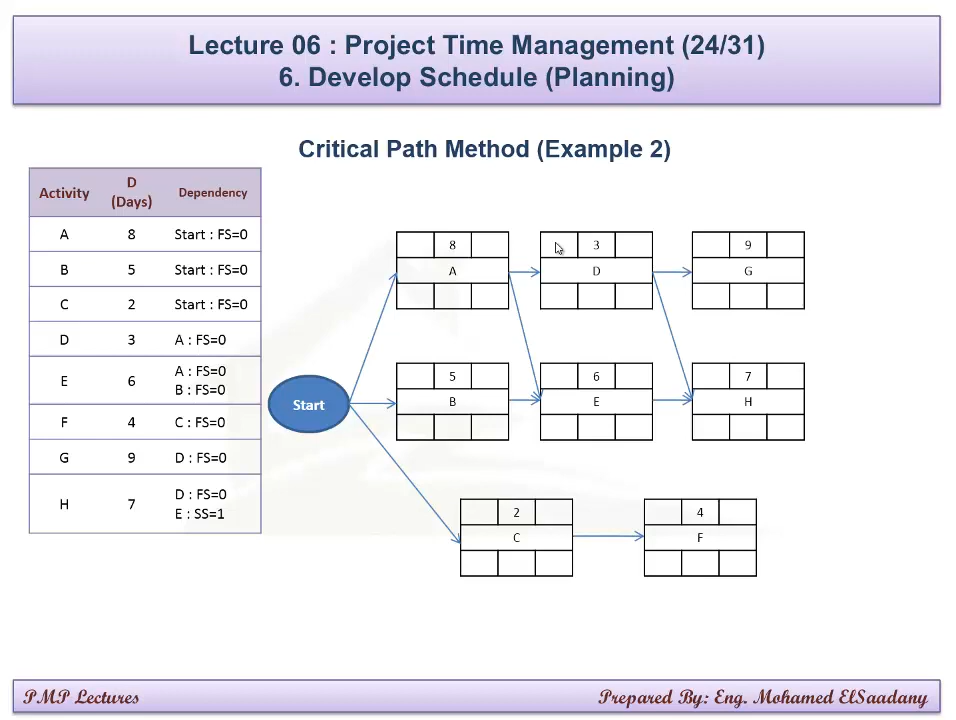 Lecture 06 : Project Time Management (24/31)
6. Develop Schedule (Planning)
Critical Path Method (Example 2)
Activity D (Days) Dependency
A 8 Start : FS=0
B 5 Start : FS=0
C 2 Start : FS=0
D 3 A : FS=0
E 6 A : FS=0
B : FS=0
F 4 C : FS=0
G 9 D : FS=0
H 7 D : FS=0
E : SS=1
Start
8
A
3
D
9
G
5
B
6
E
7
H
2
C
4
F
PMP Lectures
Prepared By: Eng. Mohamed ElSaadany